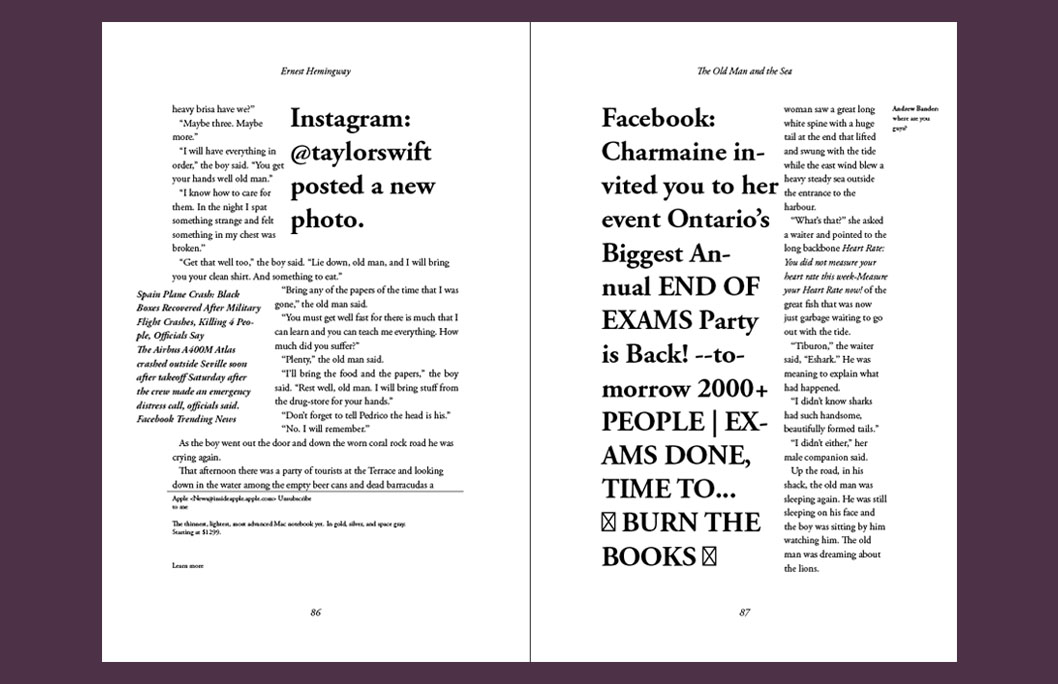 Ernest Hemingway
heavy brisa have we?”
“Maybe three. Maybe
more.”
“I will have everything in
order,” the boy said. “You get
your hands well old man.”
“I know how to care for
them. In the night I spat
something strange and felt
something in my chest was
broken.”
Instagram:
@taylorswift
posted a new
photo.
“Get that well too,” the boy said. “Lie down, old man, and I will bring
you your clean shirt. And something to eat.”
Spain Plane Crash: Black
Boxes Recovered After Military
Flight Crashes, Killing 4 Peo-
ple, Officials Say
The Airbus A400M Atlas
crashed outside Seville soon
after takeoff Saturday after
the crew made an emergency
distress call, officials said.
Facebook Trending News
“Bring any of the papers of the time that I was
gone,” the old man said.
“You must get well fast for there is much that I
can learn and you can teach me everything. How
much did you suffer?”
“Plenty,” the old man said.
“I’ll bring the food and the papers,” the boy
said. “Rest well, old man. I will bring stuff from
the drug-store for your hands.”
“Don’t forget to tell Pedrico the head is his.”
“No. I will remember.”
As the boy went out the door and down the worn coral rock road he was
crying again.
That afternoon there was a party of tourists at the Terrace and looking
down in the water among the empty beer cans and dead barracudas a
Apple <News@insideapple.apple.com> Unsubscribe
to me
The thinnest, lightest, most advanced Mac notebook yet. In gold, silver, and space gray.
Starting at $1299.
Learn more
86
The Old Man and the Sea
Facebook:
Charmaine in-
vited you to her
event Ontario’s
Biggest An-
nual END OF
EXAMS Party
is Back! --to-
morrow 2000+
PEOPLE | EX-
AMS DONE,
TIME TO...
BURN THE
BOOKS
woman saw a great long
white spine with a huge
tail at the end that lifted
and swung with the tide
while the east wind blew a
heavy steady sea outside
the entrance to the
harbour.
“What’s that?” she asked
a waiter and pointed to the
long backbone Heart Rate:
You did not measure your
heart rate this week-Measure
your Heart Rate now! of the
great fish that was now
just garbage waiting to go
out with the tide.
“Tiburon,” the waiter
said, “Eshark.” He was
meaning to explain what
had happened.
“I didn’t know sharks
had such handsome,
beautifully formed tails.”
“I didn’t either,” her
male companion said.
Up the road, in his
shack, the old man was
sleeping again. He was still
sleeping on his face and
the boy was sitting by him
watching him. The old
man was dreaming about
the lions.
Andrew Bander:
where are you
guys?
87